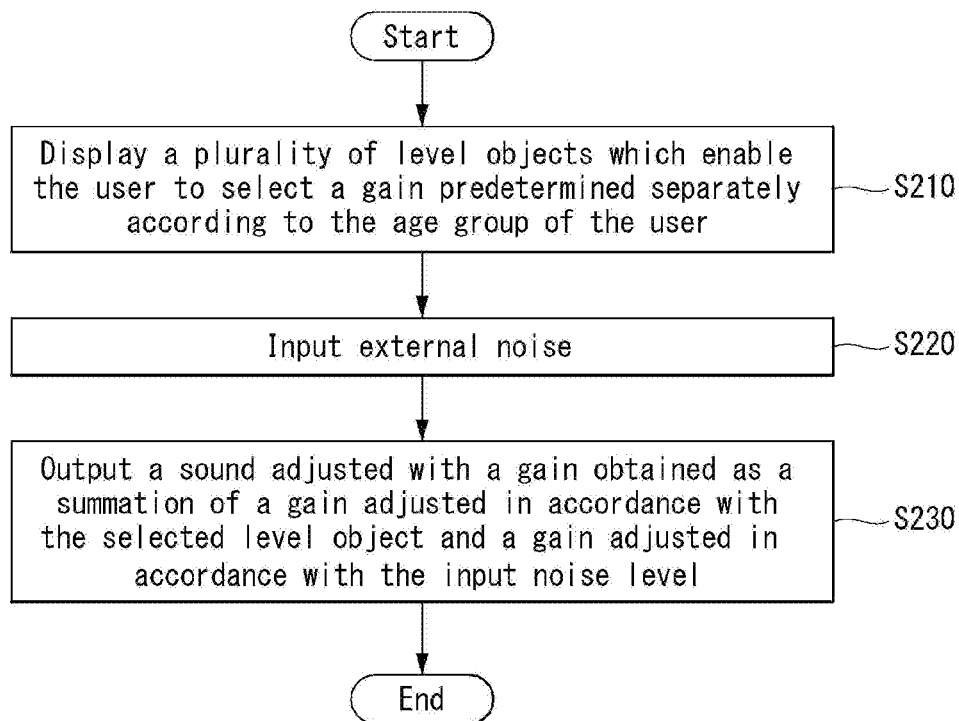 Start
Display a plurality of level objects which enable
the user to select a gain predetermined separately
according to the age group of the user
S210
Input external noise
S220
Output a sound adjusted with a gain obtained as a
summation of a gain adjusted in accordance with
the selected level object and a gain adjusted in
accordance with the input noise level
S230
End